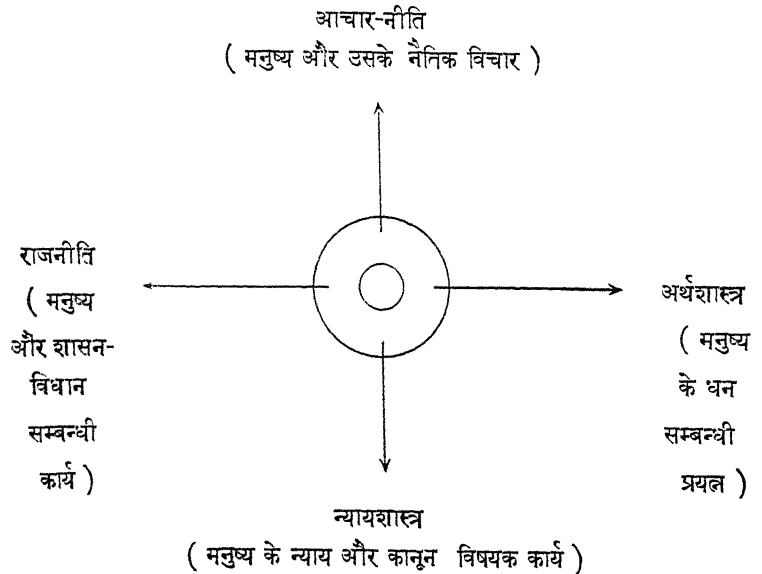 आचार-नीति
( मनुष्य और उसके नैतिक विचार )
राजनीति
( मनुष्य
और शासन-
विधान
सम्बन्धी
कार्य )
अर्थशास्त्र
( मनुष्य
के धन
सम्बन्धी
प्रयत्न )
न्यायशास्त्र
( मनुष्य के न्याय और कानून विषयक कार्य )